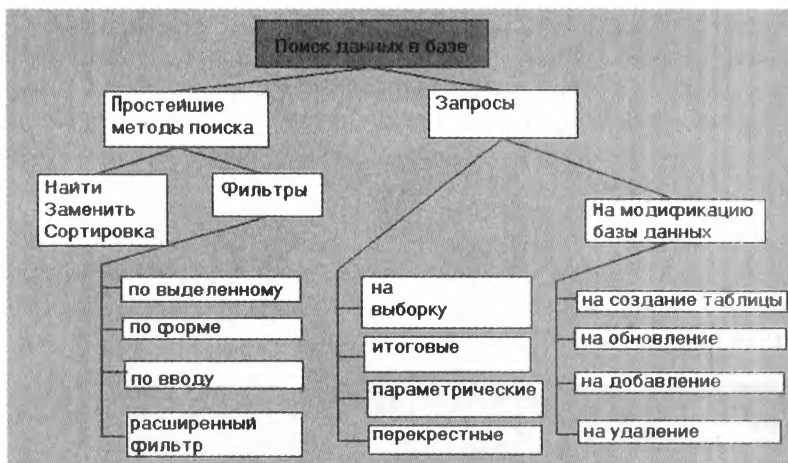 Поиск данных в базе
Простейшие
методы поиска
Запросы
Найти
Заменить
Сортировка
Фильтры
На модификацию
базы данных
по выделенному
по форме
по вводу
расширенный
фильтр
на
выборку
итоговые
параметрические
перекрестные
на создание таблицы
на обновление
на добавление
на удаление